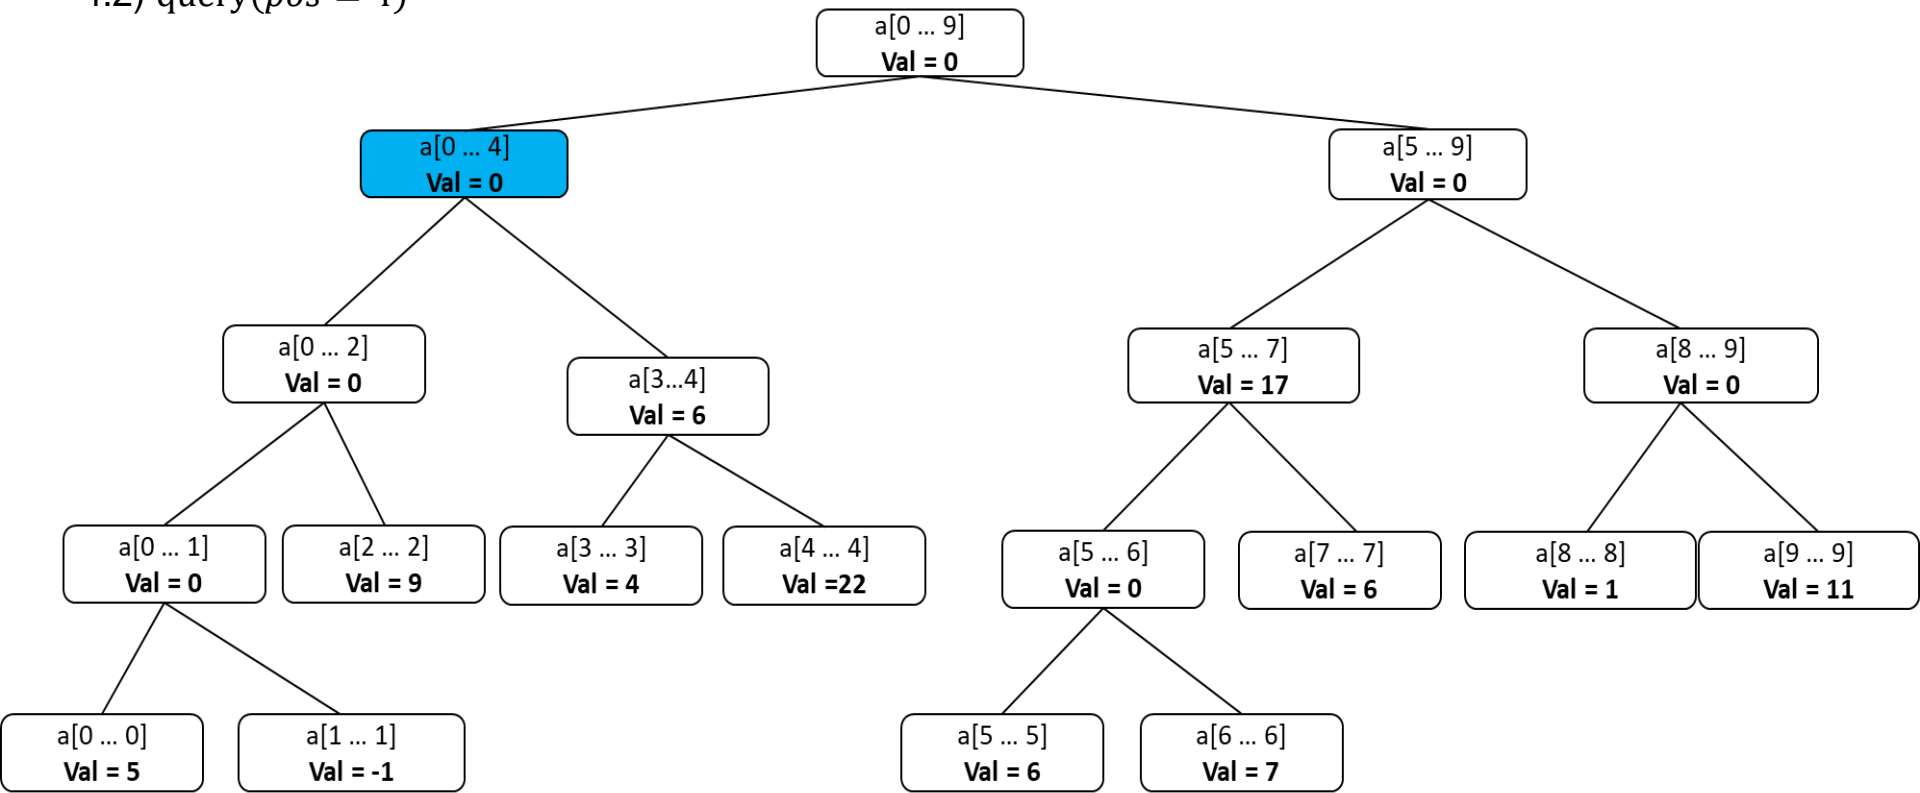 query(pos
a[0 ... 9]
Val = 0
a[0 ... 4]
Val = 0
a[5 ... 9]
Val = 0
a[0 ... 2]
Val = 0
a[3...4]
Val = 6
a[5 ... 7]
Val = 17
a[8 ... 9]
Val = 0
a[0 ... 1]
Val = 0
a[2 ... 2]
Val = 9
a[3 ... 3]
Val = 4
a[4 ... 4]
Val =22
a[5 ... 6]
Val = 0
a[7 ... 7]
Val = 6
a[8 ... 8]
Val = 1
a[9 ... 9]
Val = 11
a[0 ... 0]
Val = 5
a[1 ... 1]
Val = -1
a[5 ... 5]
Val = 6
a[6 ... 6]
Val = 7